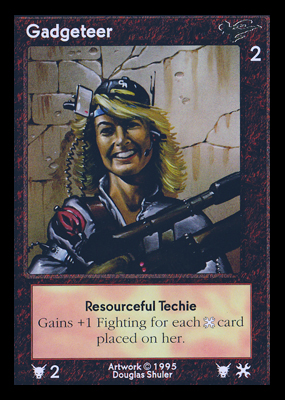 Gadgeteer
2
Resourceful Techie
Gains +1 Fighting for each card
placed on her.
2
Artwork © 1995
Douglas Shuler